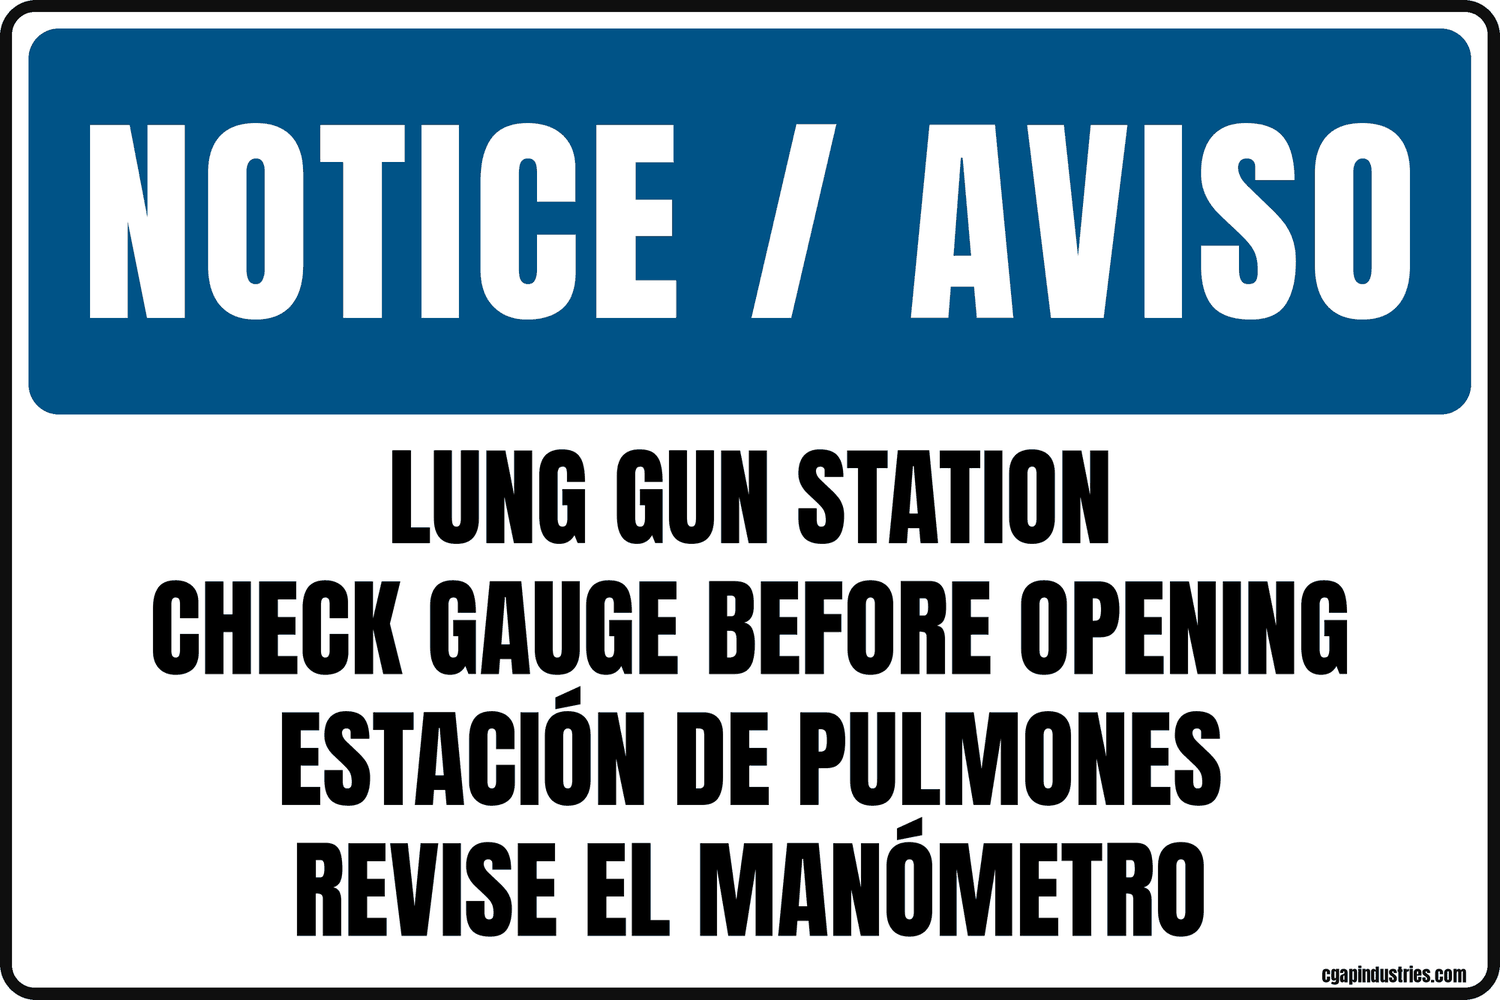 NOTICE / AVISO
LUNG GUN STATION
CHECK GAUGE BEFORE OPENING
ESTACIÓN DE PULMONES
REVISE EL MANÓMETRO
cgapindustries.com